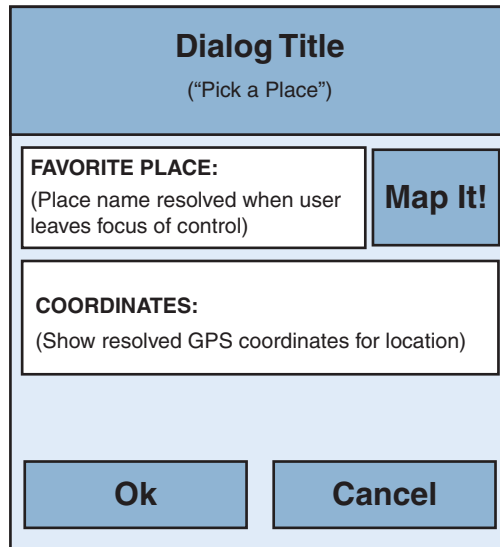 Dialog Title
(“Pick a Place”)
FAVORITE PLACE:
(Place name resolved when user
leaves focus of control)
Map It!
COORDINATES:
(Show resolved GPS coordinates for location)
Ok
Cancel